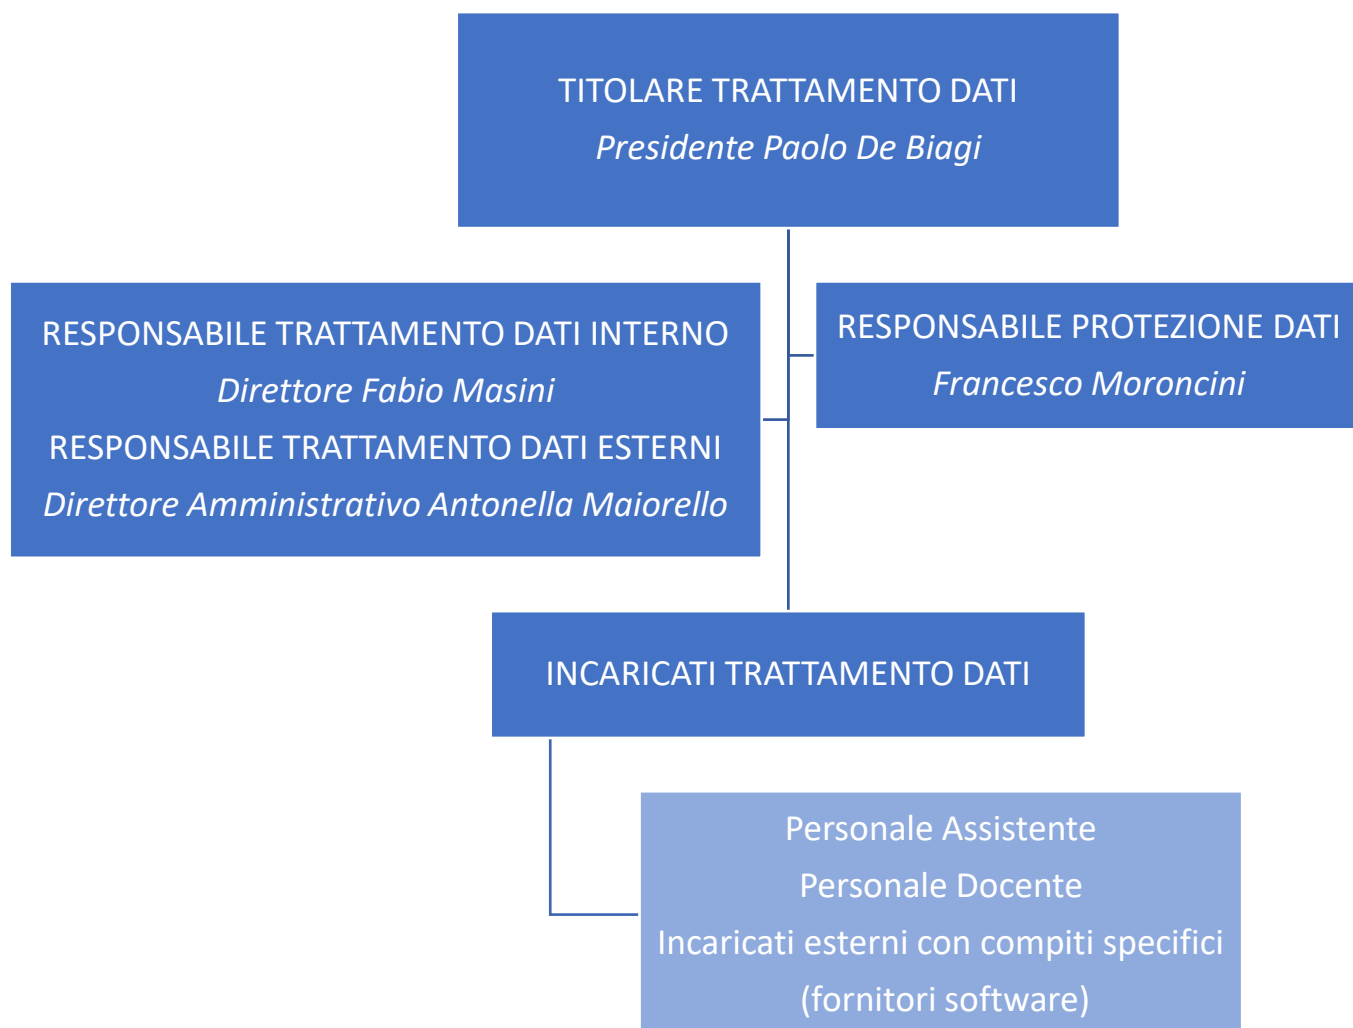 TITOLARE TRATTAMENTO DATI
Presidente Paolo De Biagi
RESPONSABILE TRATTAMENTO DATI INTERNO
Direttore Fabio Masini
RESPONSABILE TRATTAMENTO DATI ESTERNI
Direttore Amministrativo Antonella Maiorello
RESPONSABILE PROTEZIONE DATI
Francesco Moroncini
INCARICATI TRATTAMENTO DATI
Personale Assistente
Personale Docente
Incaricati esterni con compiti specifici
(fornitori software)